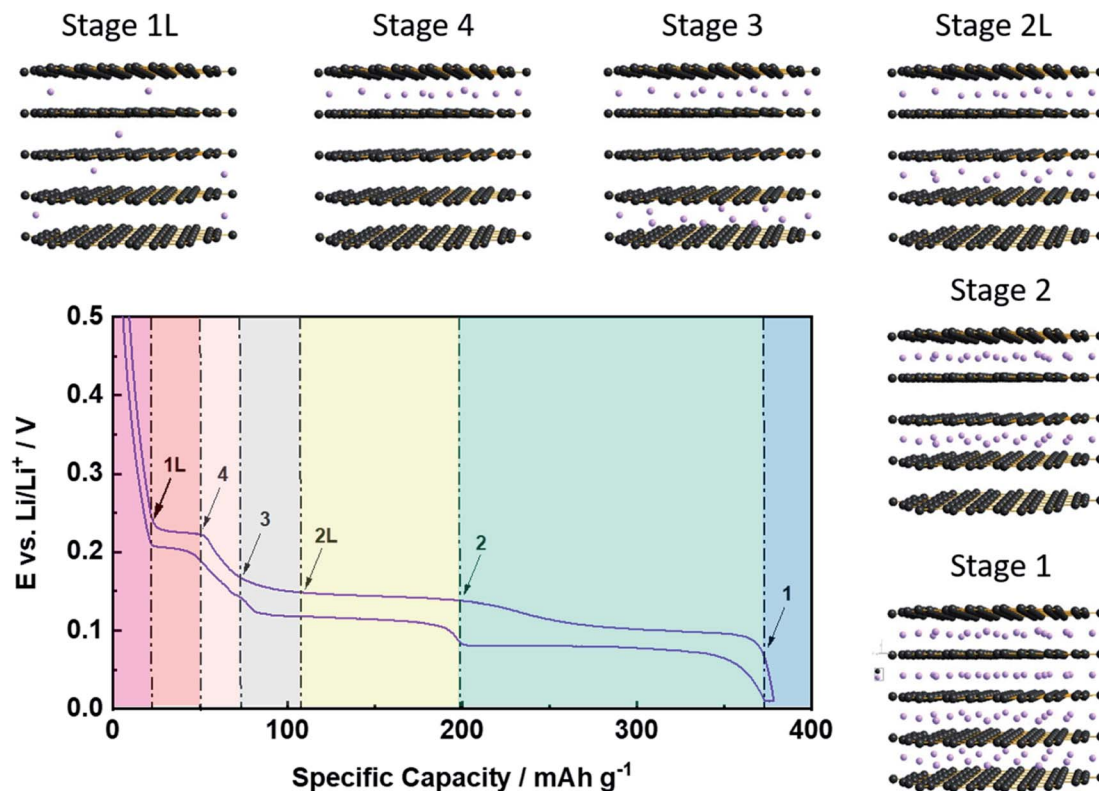 Stage 1L
Stage 4
Stage 3
Stage 2L
Stage 2
Stage 1
0.5
0.4
0.3
0.2
0.1
0.0
E vs. Li/Li⁺ / V
1L
4
3
2L
2
1
0
100
200
300
400
Specific Capacity / mAh g⁻¹